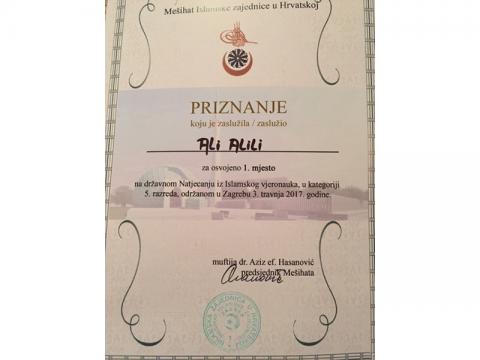 Mešihat Islamske zajednice u Hrvatskoj
PRIZNANJE
koju je zaslužila / zaslužio
Ali Alili
za osvojeno 1. mjesto
na državnom Natjecanju iz Islamskog vjeronauka, u kategoriji
5. razreda, održanom u Zagrebu 3. travnja 2017. godine.
muftija dr. Aziz ef. Hasanović
predsjednik Mešihata